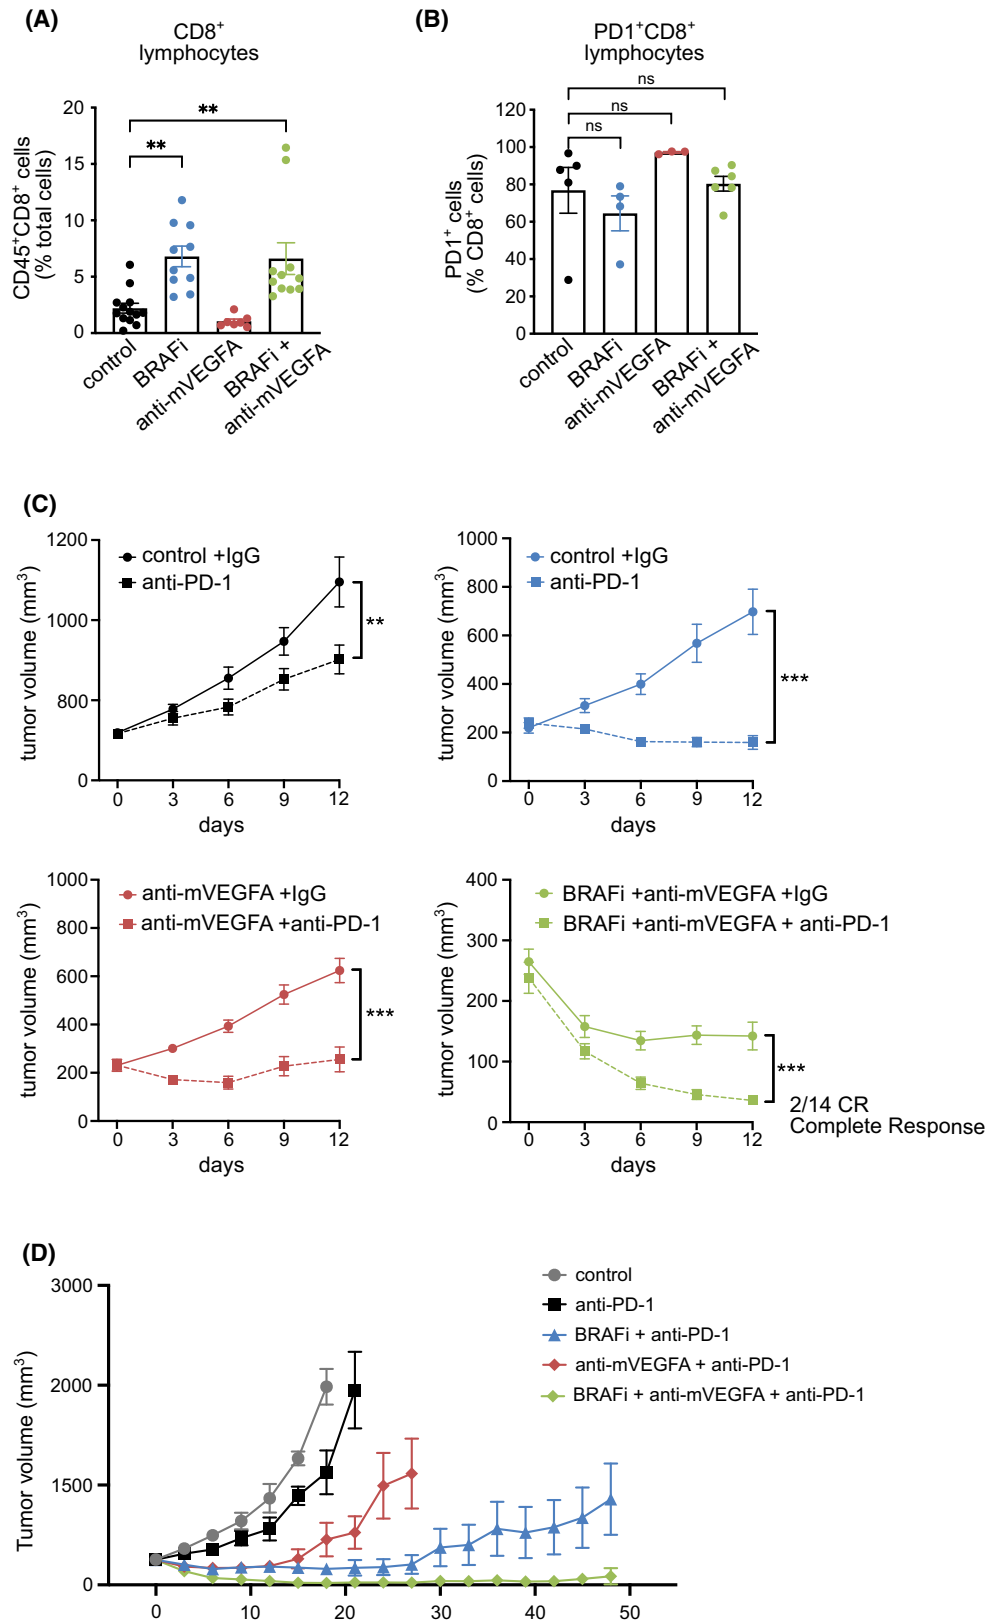 (A)
CD8⁺
lymphocytes
CD45⁺CD8⁺ cells
(% total cells)
20
15
10
5
0
**
**
control
BRAFi
anti-mVEGFA
BRAFi +
anti-mVEGFA
(B)
PD1⁺CD8⁺
lymphocytes
PD1⁺ cells
(% CD8⁺ cells)
120
100
80
60
40
20
0
ns
ns
ns
control
BRAFi
anti-mVEGFA
BRAFi +
anti-mVEGFA
(C)
tumor volume (mm³)
1200
1000
800
0
control +IgG
anti-PD-1
**
0 3 6 9 12
days
tumor volume (mm³)
1000
800
600
400
200
0
control +IgG
anti-PD-1
***
0 3 6 9 12
days
tumor volume (mm³)
1000
800
600
400
200
0
anti-mVEGFA +IgG
anti-mVEGFA +anti-PD-1
***
0 3 6 9 12
days
tumor volume (mm³)
400
300
200
100
0
BRAFi +anti-mVEGFA +IgG
BRAFi +anti-mVEGFA + anti-PD-1
***
2/14 CR
Complete Response
0 3 6 9 12
days
(D)
Tumor volume (mm³)
3000
2000
1500
0
control
anti-PD-1
BRAFi + anti-PD-1
anti-mVEGFA + anti-PD-1
BRAFi + anti-mVEGFA + anti-PD-1
0 10 20 30 40 50